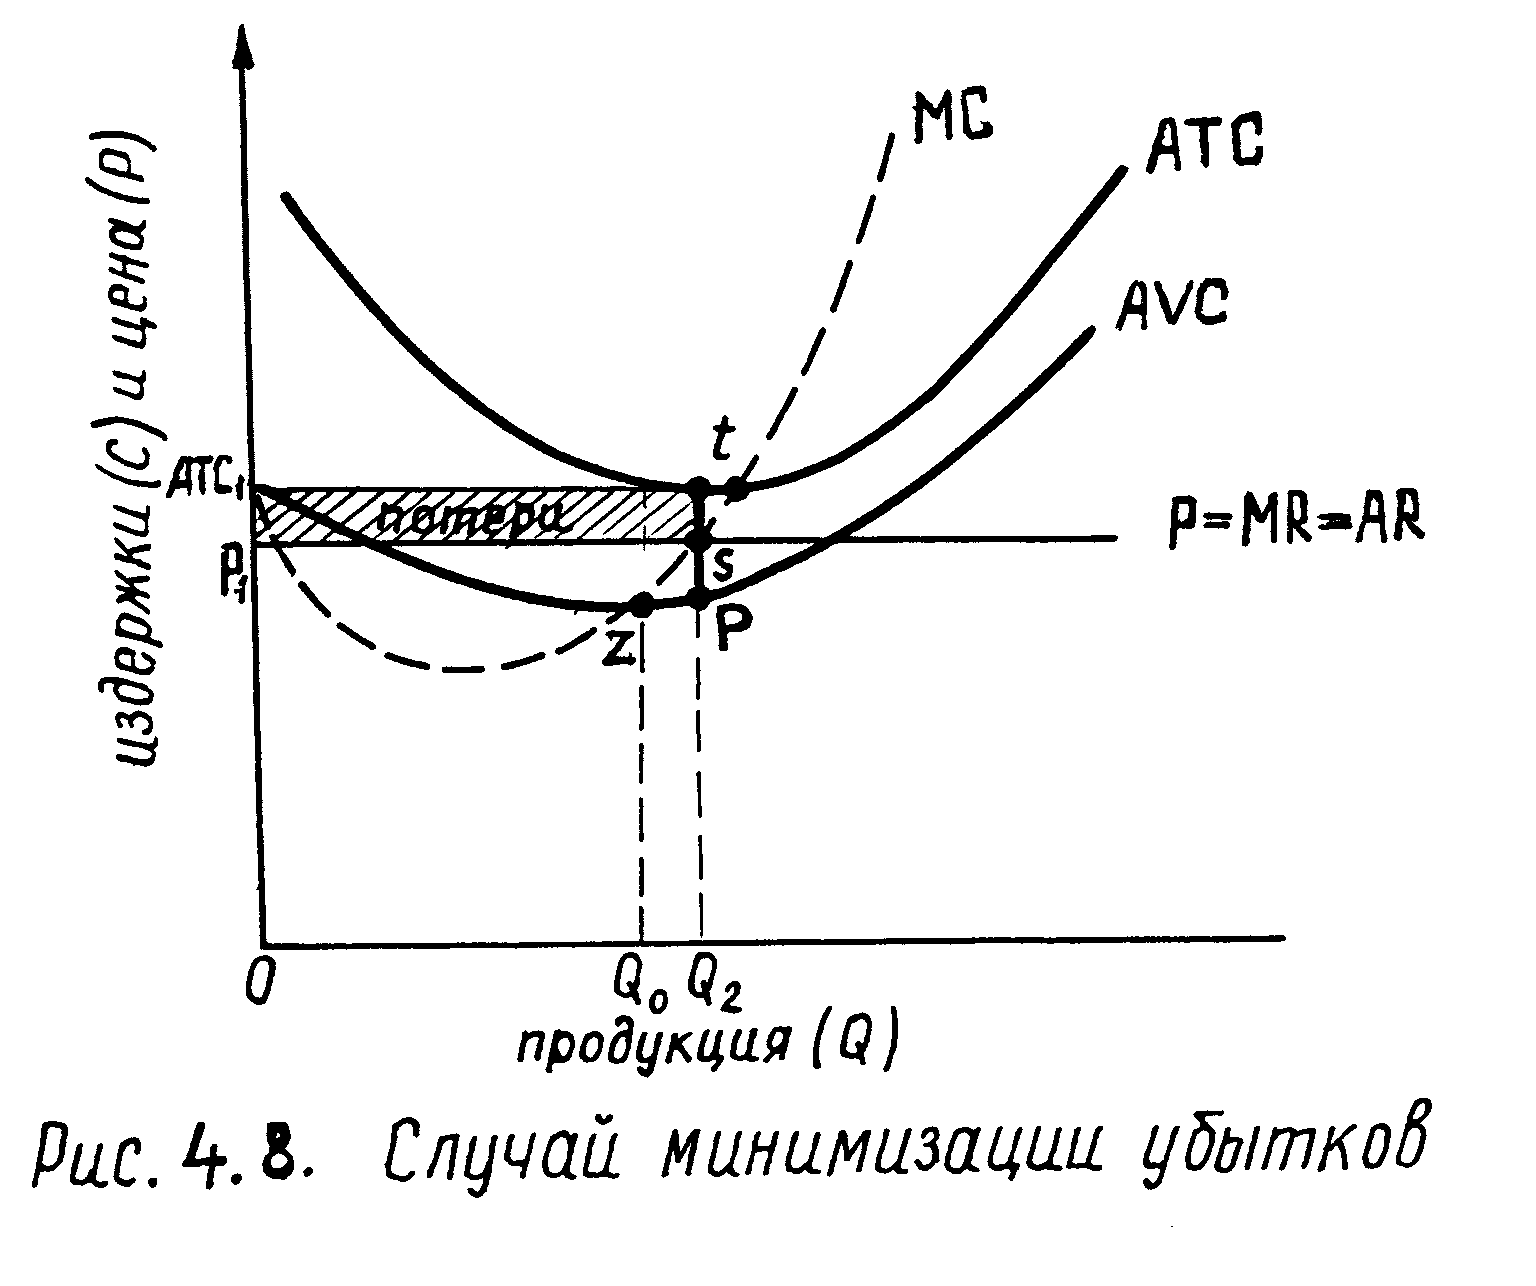 MC
ATC
AVC
издержки (C) и цена (P)
t
ATC₁
потери
P=MR=AR
P₁
s
P
z
0
Q₀ Q₂
продукция (Q)
Рис. 4.8. Случай минимизации убытков